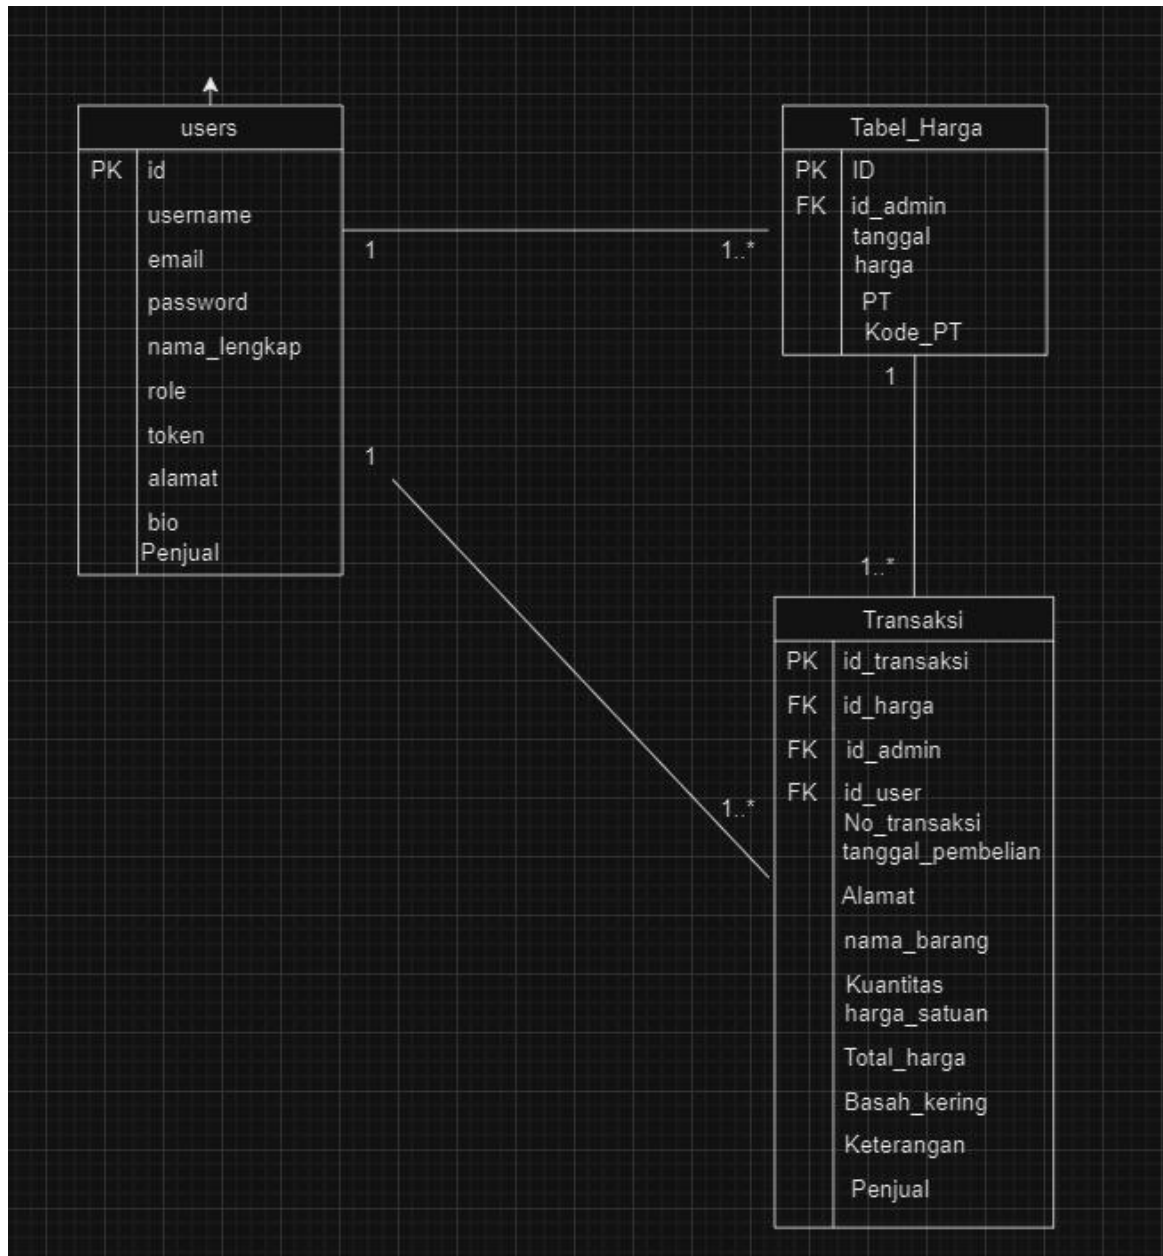 users
PK id
username
email
password
nama_lengkap
role
token
alamat
bio
Penjual
1
1..*
1
Tabel_Harga
PK ID
FK id_admin
tanggal
harga
PT
Kode_PT
1
1..*
1..*
Transaksi
PK id_transaksi
FK id_harga
FK id_admin
FK id_user
No_transaksi
tanggal_pembelian
Alamat
nama_barang
Kuantitas
harga_satuan
Total_harga
Basah_kering
Keterangan
Penjual